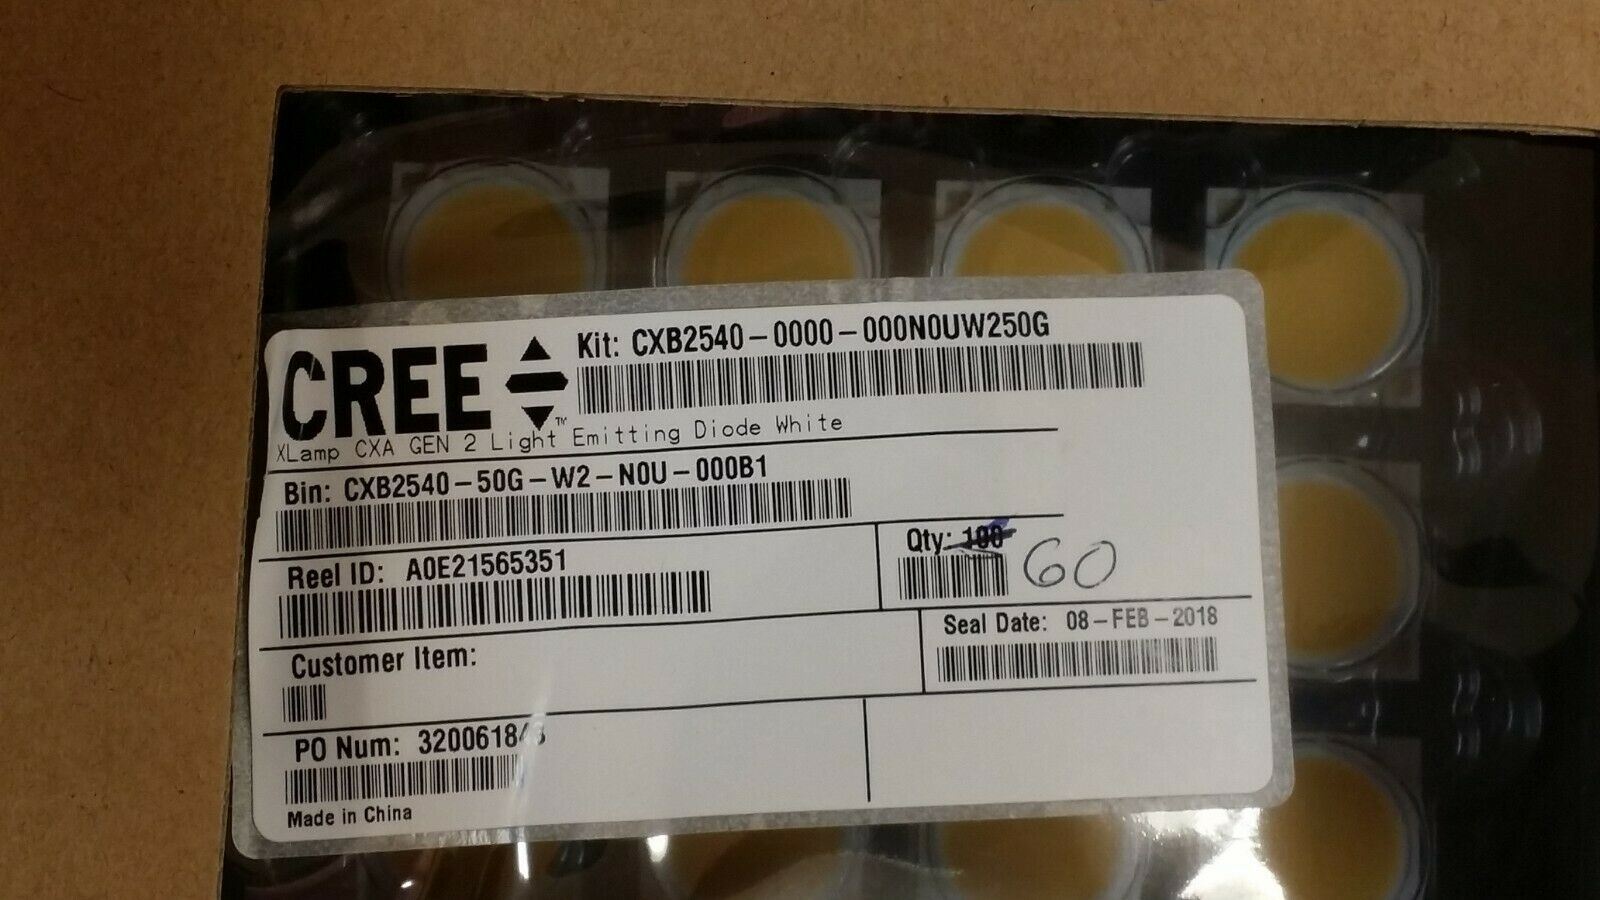 CREE
Kit: CXB2540-0000-000N0UW250G
XLamp CXA GEN 2 Light Emitting Diode White
Bin: CXB2540-50G-W2-N0U-000B1
Reel ID: A0E21565351
Qty: 100 60
Customer Item:
Seal Date: 08-FEB-2018
PO Num:
Made in China